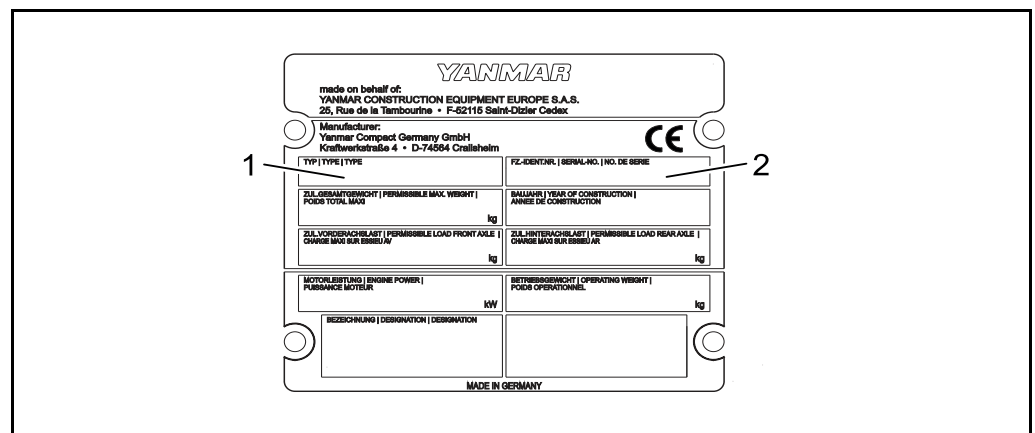 YANMAR
made on behalf of:
YANMAR CONSTRUCTION EQUIPMENT EUROPE S.A.S.
25, Rue de la Tambourine • F-52115 Saint-Dizier Cedex
Manufacturer:
Yanmar Compact Germany GmbH
Kraftwerkstraße 4 • D-74564 Crailsheim
CE
1
TYP | TYPE | TYPE
FZ.-IDENT.NR. | SERIAL-NO. | NO. DE SERIE
2
ZUL.GESAMTGEWICHT | PERMISSIBLE MAX. WEIGHT |
POIDS TOTAL MAXI
kg
BAUJAHR | YEAR OF CONSTRUCTION |
ANNEE DE CONSTRUCTION
ZUL.VORDERACHSLAST | PERMISSIBLE LOAD FRONT AXLE |
CHARGE MAXI SUR ESSIEU AV
kg
ZUL.HINTERACHSLAST | PERMISSIBLE LOAD REAR AXLE |
CHARGE MAXI SUR ESSIEU AR
kg
MOTORLEISTUNG | ENGINE POWER |
PUISSANCE MOTEUR
kW
BETRIEBSGEWICHT | OPERATING WEIGHT |
POIDS OPERATIONNEL
kg
BEZEICHNUNG | DESIGNATION | DESIGNATION
MADE IN GERMANY